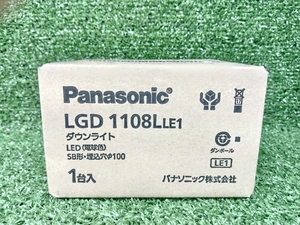 Panasonic
LGD 1108LLE1
ダウンライト
LED(電球色)
SB形・埋込穴Φ100
1台入
ダンボール
LE1
パナソニック株式会社